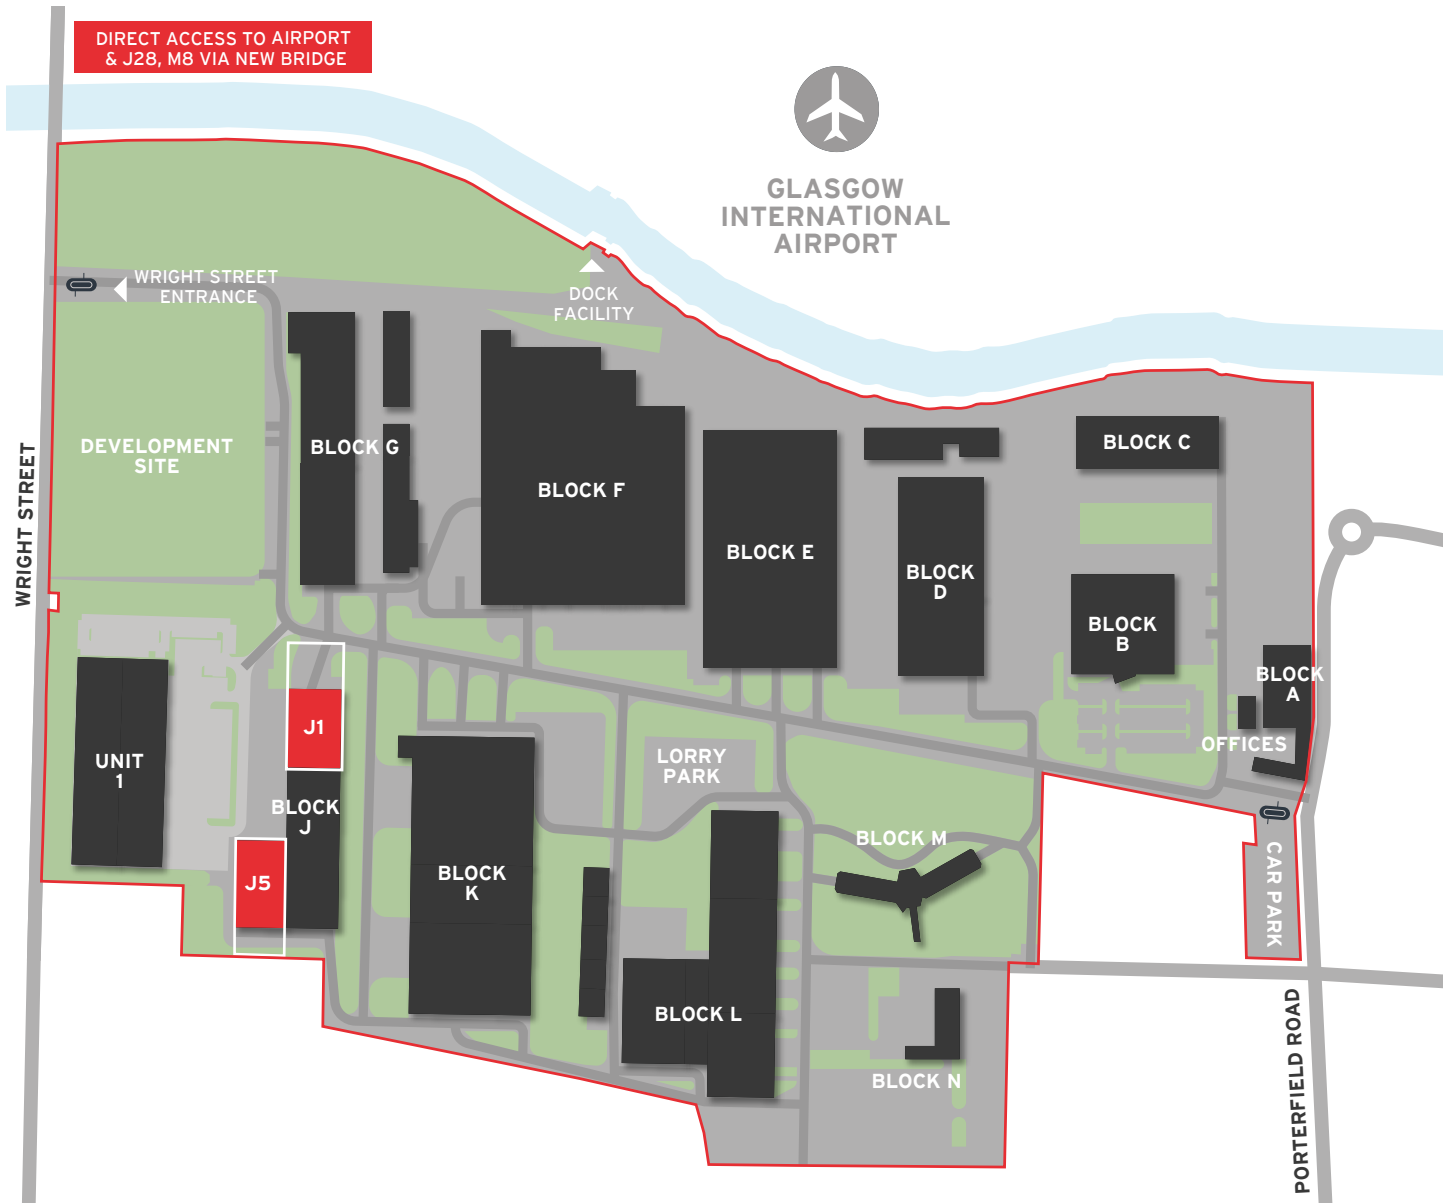 DIRECT ACCESS TO AIRPORT
& J28, M8 VIA NEW BRIDGE
GLASGOW
INTERNATIONAL
AIRPORT
WRIGHT STREET
ENTRANCE
DOCK
FACILITY
DEVELOPMENT
SITE
BLOCK G
BLOCK F
BLOCK E
BLOCK
D
BLOCK C
BLOCK
B
BLOCK
A
OFFICES
WRIGHT STREET
UNIT
1
J1
BLOCK
J
J5
BLOCK
K
LORRY
PARK
BLOCK L
BLOCK M
BLOCK N
CAR PARK
PORTERFIELD ROAD